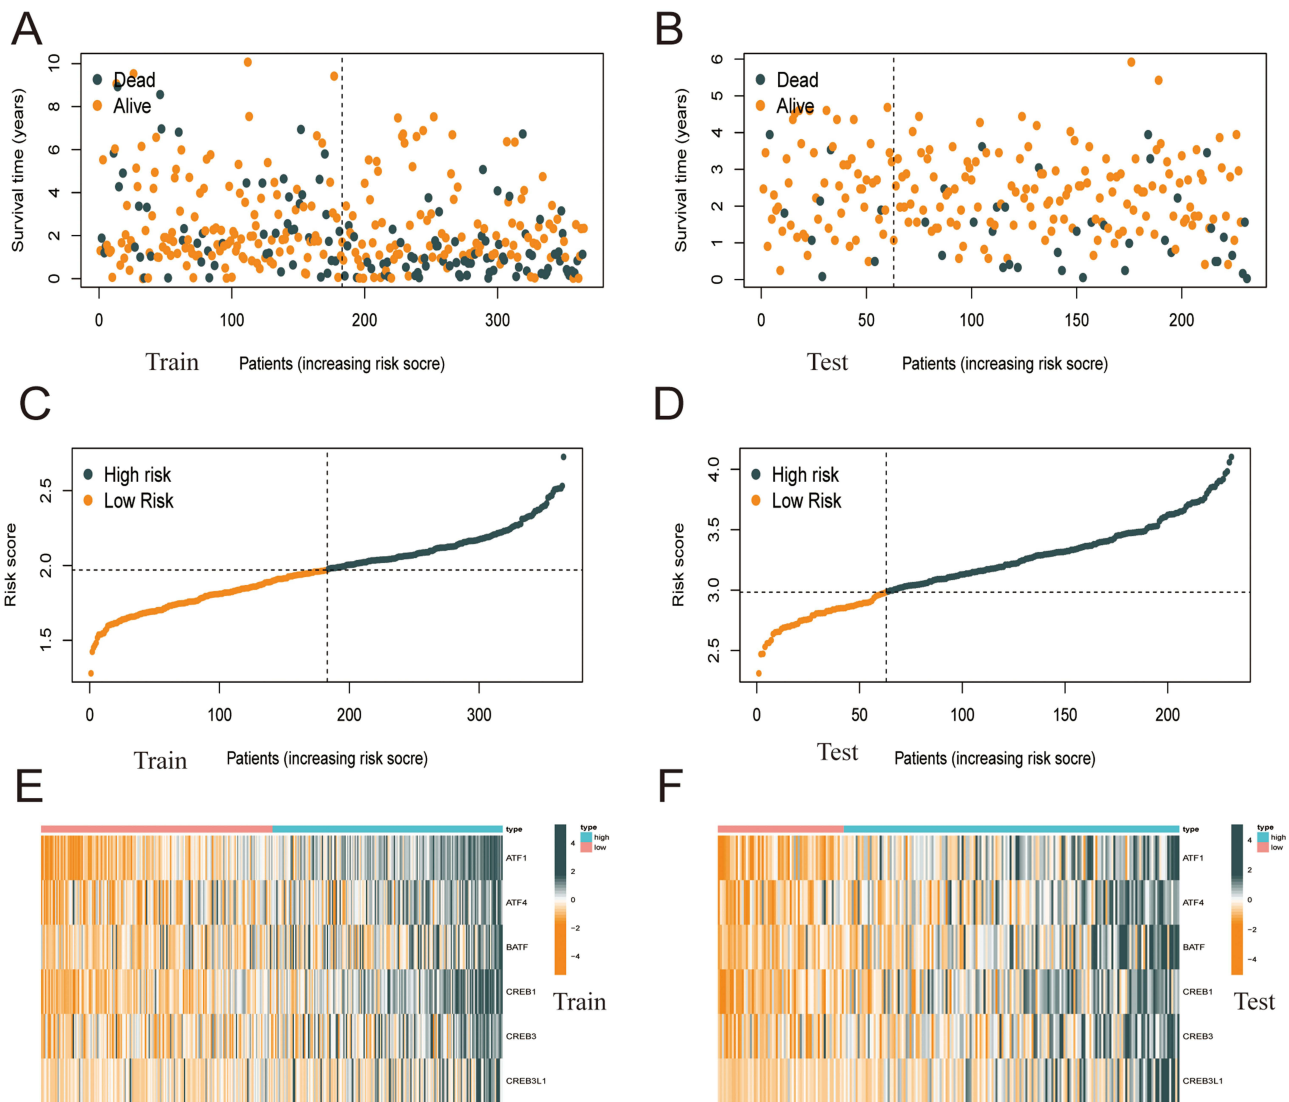 A
Survival time (years)
10
8
6
4
2
0
Dead
Alive
0 100 200 300
Train Patients (increasing risk socre)
B
Survival time (years)
6
5
4
3
2
1
0
Dead
Alive
0 50 100 150 200
Test Patients (increasing risk socre)
C
Risk score
2.5
2.0
1.5
High risk
Low Risk
0 100 200 300
Train Patients (increasing risk socre)
D
Risk score
4.0
3.5
3.0
2.5
High risk
Low Risk
0 50 100 150 200
Test Patients (increasing risk socre)
E
type
ATF1
ATF4
BATF
CREB1
CREB3
CREB3L1
4
2
0
−2
−4
type
high
low
Train
F
type
ATF1
ATF4
BATF
CREB1
CREB3
CREB3L1
4
2
0
−2
−4
type
high
low
Test